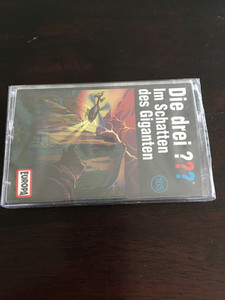 Die drei ???
Im Schatten
des Giganten
EUROPA